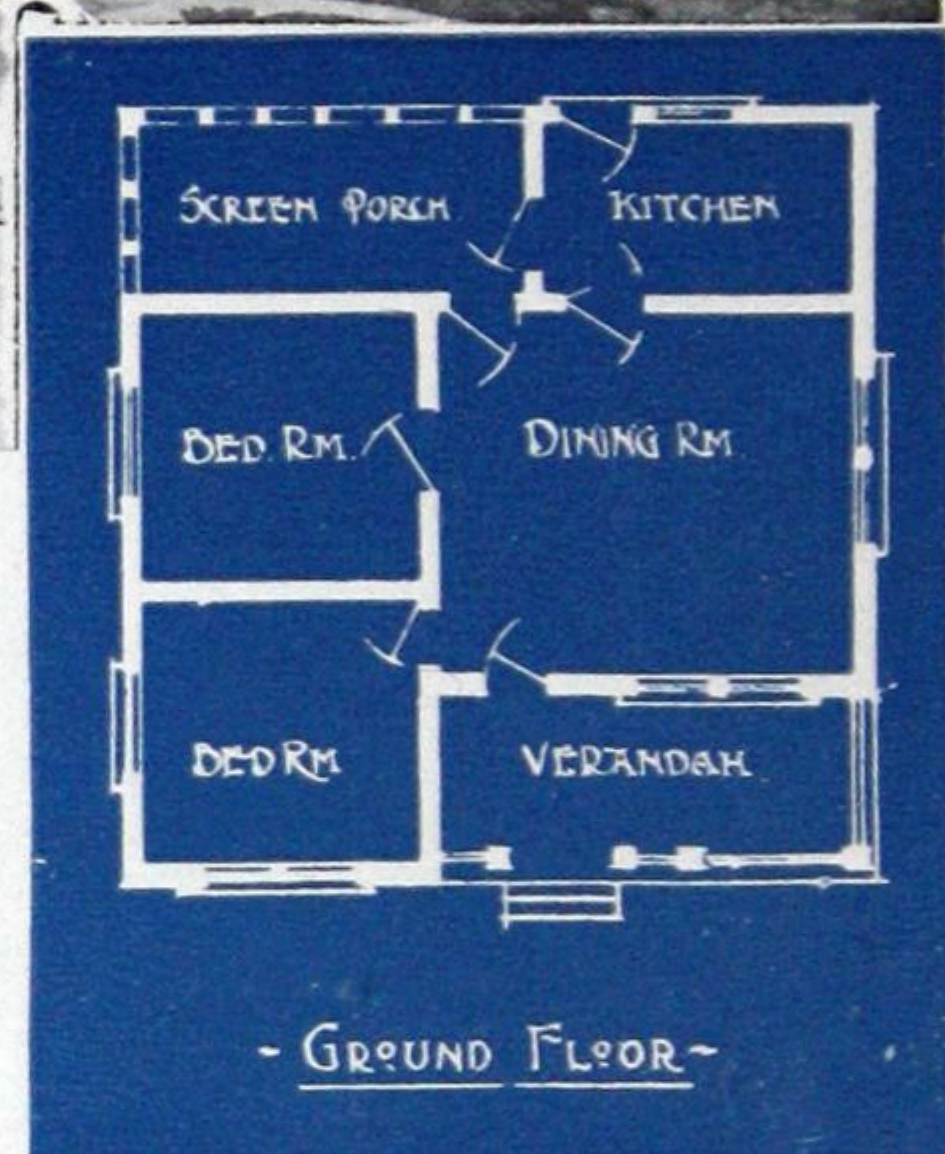 SCREEN PORCH
KITCHEN
BED. RM.
DINING RM
BED RM
VERANDAH
- GROUND FLOOR -